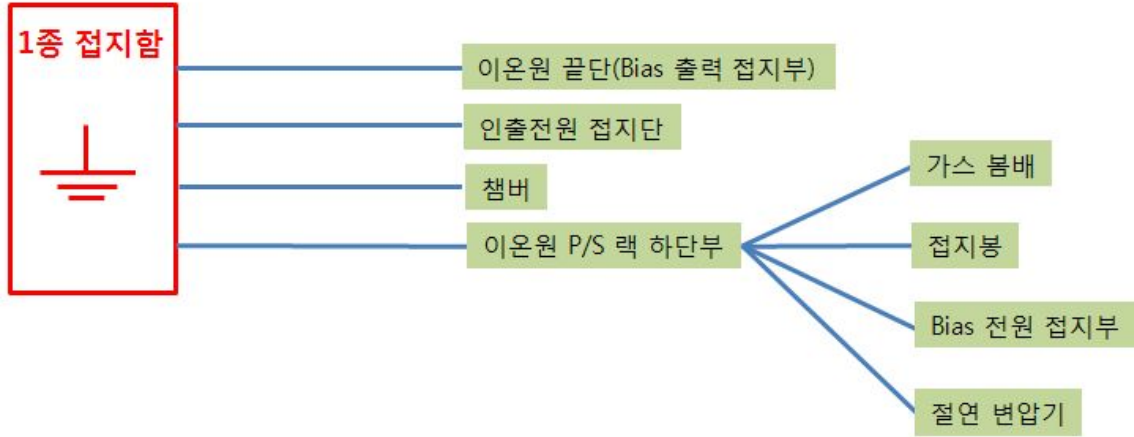 1종 접지함
이온원 끝단(Bias 출력 접지부)
인출전원 접지단
챔버
이온원 P/S 랙 하단부
가스 봄배
접지봉
Bias 전원 접지부
절연 변압기